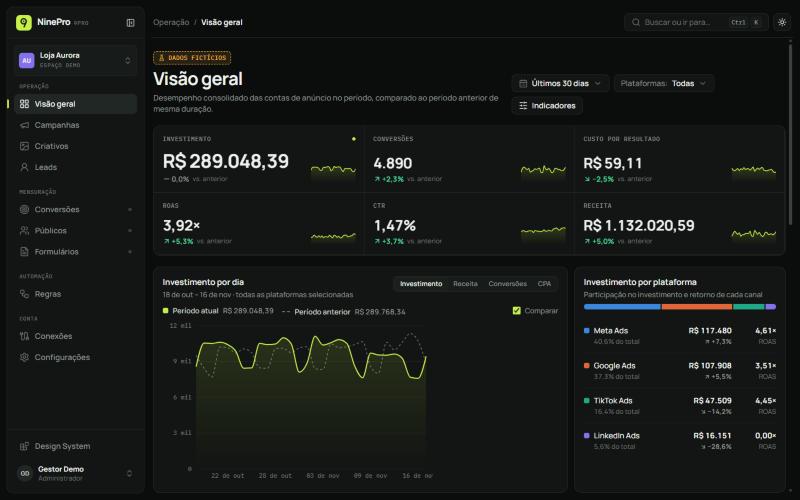 NinePro 9PRO
Loja Aurora
ESPAÇO DEMO
OPERAÇÃO
Visão geral
Campanhas
Criativos
Leads
MENSURAÇÃO
Conversões
Públicos
Formulários
AUTOMAÇÃO
Regras
CONTA
Conexões
Configurações
Design System
GD Gestor Demo
Administrador
Operação / Visão geral
Buscar ou ir para... Ctrl K
DADOS FICTÍCIOS
Visão geral
Desempenho consolidado das contas de anúncio no período, comparado ao período anterior de
mesma duração.
Últimos 30 dias
Plataformas: Todas
Indicadores
INVESTIMENTO
R$ 289.048,39
— 0,0% vs. anterior
CONVERSÕES
4.890
↗ +2,3% vs. anterior
CUSTO POR RESULTADO
R$ 59,11
↘ -2,5% vs. anterior
ROAS
3,92×
↗ +5,3% vs. anterior
CTR
1,47%
↗ +3,7% vs. anterior
RECEITA
R$ 1.132.020,59
↗ +5,0% vs. anterior
Investimento por dia
18 de out – 16 de nov · todas as plataformas selecionadas
Investimento Receita Conversões CPA
Período atual R$ 289.048,39 Período anterior R$ 289.768,34
Comparar
12 mil
9 mil
6 mil
3 mil
0
22 de out 28 de out 03 de nov 09 de nov 16 de no
Investimento por plataforma
Participação no investimento e retorno de cada canal
Meta Ads R$ 117.480 4,61×
40,6% do total ↗ +7,3% ROAS
Google Ads R$ 107.908 3,51×
37,3% do total ↗ +5,5% ROAS
TikTok Ads R$ 47.509 4,45×
16,4% do total ↘ -14,2% ROAS
LinkedIn Ads R$ 16.151 0,00×
5,6% do total ↘ -28,6% ROAS